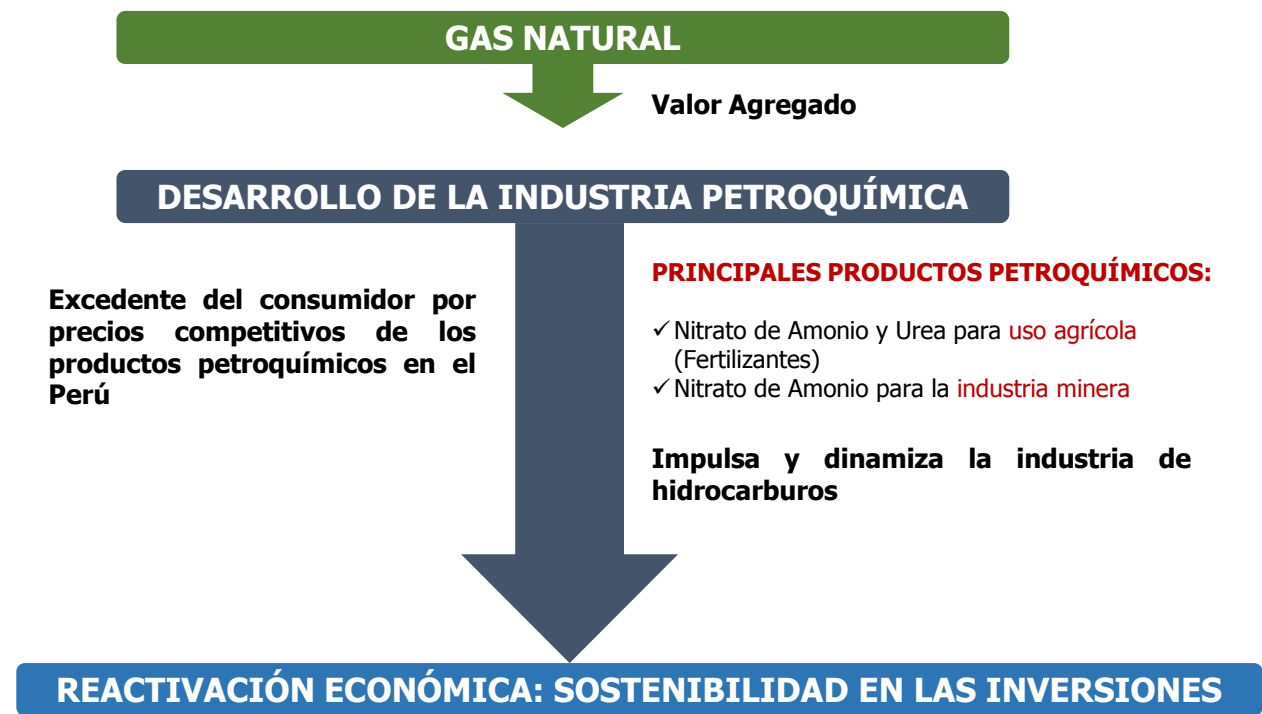 GAS NATURAL
Valor Agregado
DESARROLLO DE LA INDUSTRIA PETROQUÍMICA
Excedente del consumidor por
precios competitivos de los
productos petroquímicos en el
Perú
PRINCIPALES PRODUCTOS PETROQUÍMICOS:
✓ Nitrato de Amonio y Urea para uso agrícola
(Fertilizantes)
✓ Nitrato de Amonio para la industria minera
Impulsa y dinamiza la industria de
hidrocarburos
REACTIVACIÓN ECONÓMICA: SOSTENIBILIDAD EN LAS INVERSIONES